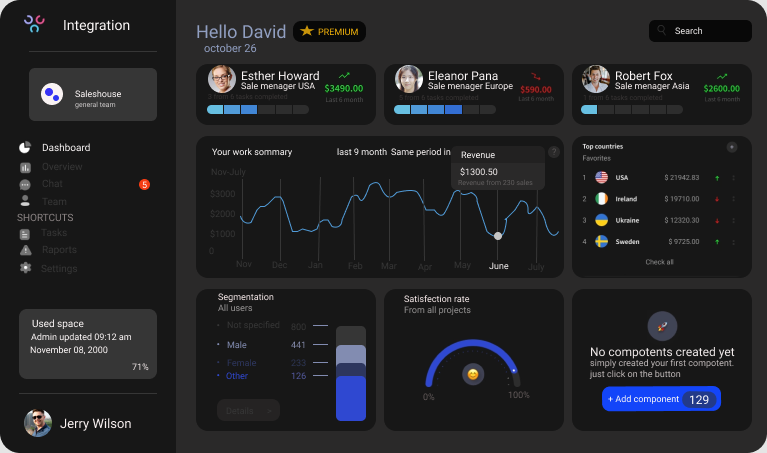 Integration
Saleshouse
general team
Dashboard
Overview
Chat
5
Team
SHORTCUTS
Tasks
Raports
Settings
Used space
Admin updated 09:12 am
November 08, 2000
71%
Jerry Wilson
Hello David
PREMIUM
october 26
Search
Esther Howard
Sale menager USA
3 from 6 tasks completed
$3490.00
Last 6 month
Eleanor Pana
Sale menager Europe
$590.00
Last 6 month
Robert Fox
Sale menager Asia
$2600.00
Last 6 month
Your work summary
last 9 month
Same period in
?
Revenue
$1300.50
Revenue from 230 sales
Nov-July
$3000
$2000
$1000
0
Nov
Dec
Jan
Feb
Mar
Apr
May
June
July
Top countries
Favorites
1 USA $ 21942.83
2 Ireland $ 19710.00
3 Ukraine $ 12320.30
4 Sweden $ 9725.00
Check all
Segmentation
All users
Not specified 800
Male 441
Female 233
Other 126
Details
Satisfaction rate
From all projects
0%
100%
No compotents created yet
simply created your first compotent.
just click on the button
+ Add component 129